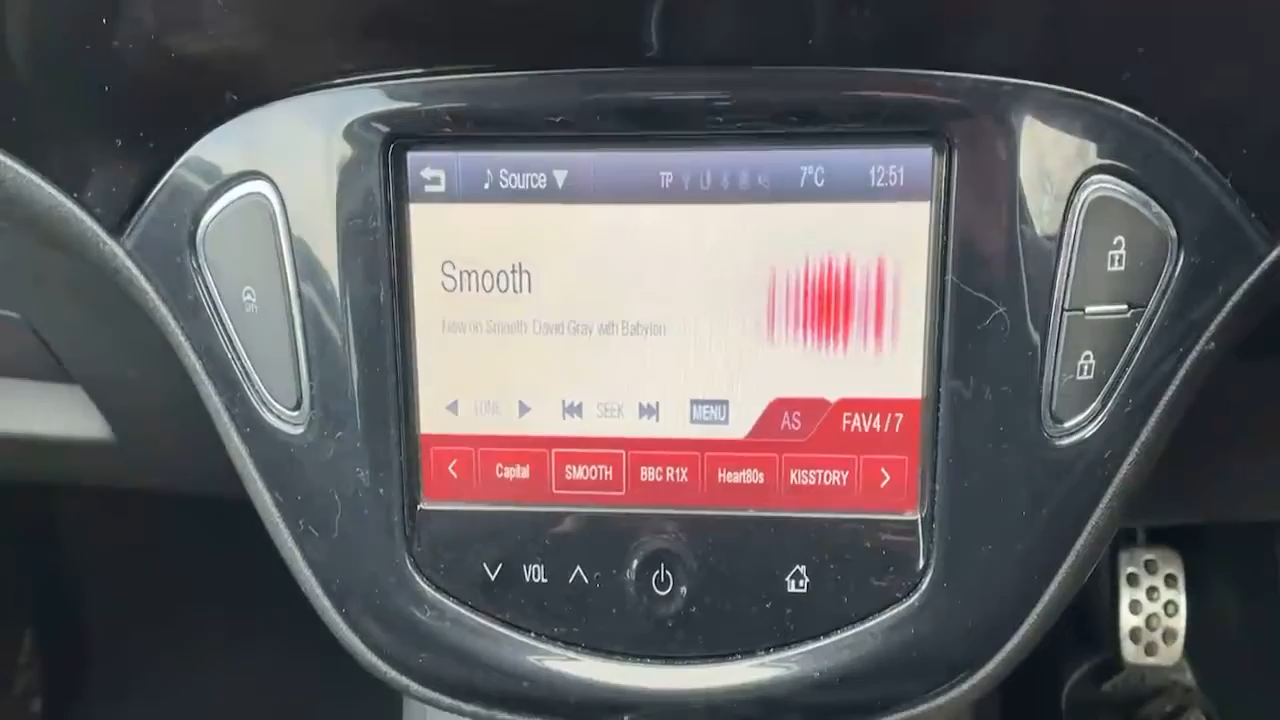 Source ▼ TP 7°C 12:51
Smooth
Now on Smooth: David Gray with Babylon
TUNE SEEK MENU AS FAV4/7
Capital SMOOTH BBC R1X Heart80s KISSTORY
VOL